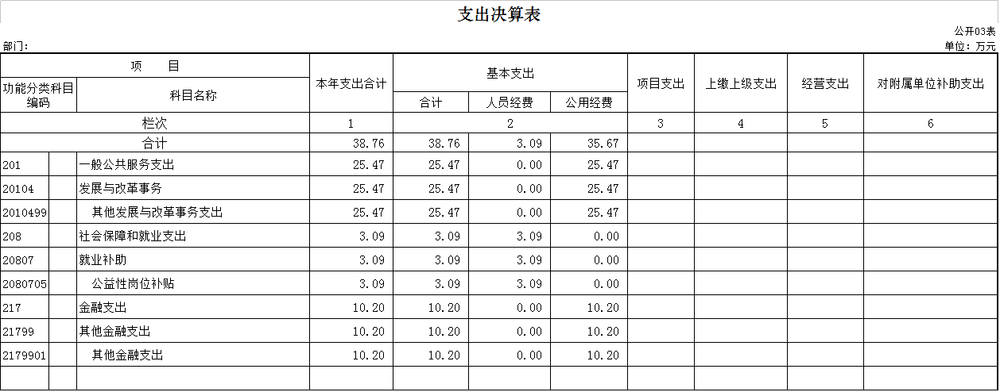 支出决算表
公开03表
部门： 单位：万元
项 目 本年支出合计 基本支出 项目支出 上缴上级支出 经营支出 对附属单位补助支出
功能分类科目编码 科目名称 合计 人员经费 公用经费
栏次 1 2 3 4 5 6
合计 38.76 38.76 3.09 35.67
201 一般公共服务支出 25.47 25.47 0.00 25.47
20104 发展与改革事务 25.47 25.47 0.00 25.47
2010499 其他发展与改革事务支出 25.47 25.47 0.00 25.47
208 社会保障和就业支出 3.09 3.09 3.09 0.00
20807 就业补助 3.09 3.09 3.09 0.00
2080705 公益性岗位补贴 3.09 3.09 3.09 0.00
217 金融支出 10.20 10.20 0.00 10.20
21799 其他金融支出 10.20 10.20 0.00 10.20
2179901 其他金融支出 10.20 10.20 0.00 10.20